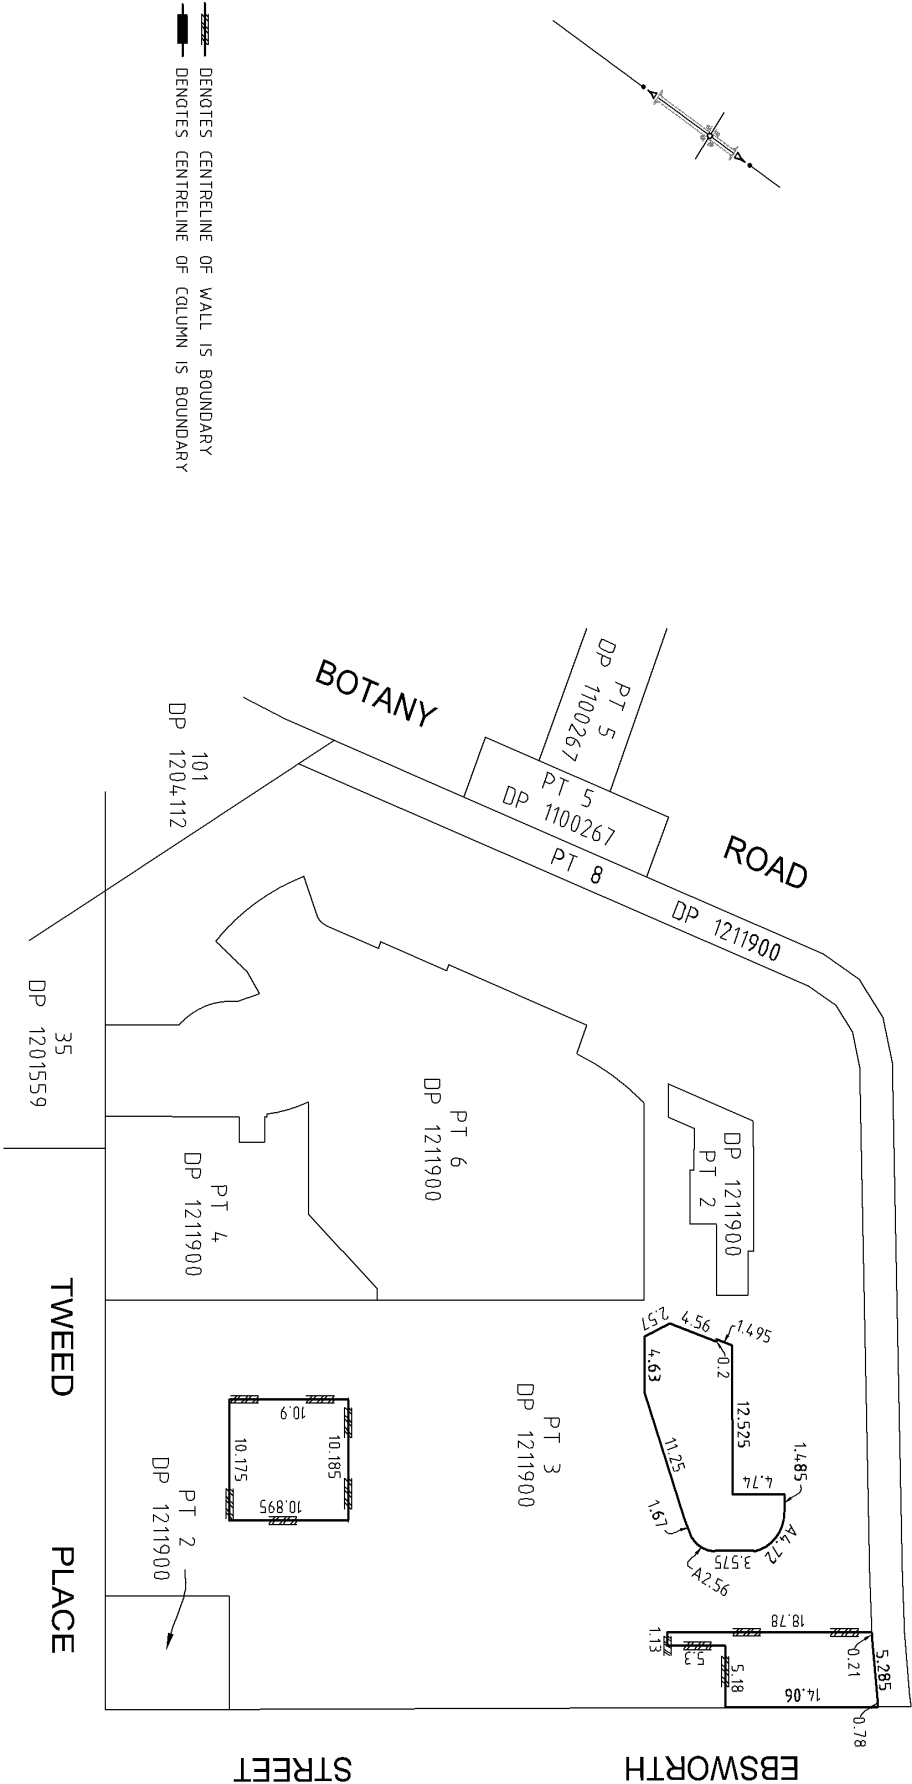 DENOTES CENTRELINE OF WALL IS BOUNDARY
DENOTES CENTRELINE OF COLUMN IS BOUNDARY
BOTANY
ROAD
PT 5
DP 1100267
PT 5
DP 1100267
PT 8
DP 1211900
101
DP 1204112
35
DP 1201559
PT 6
DP 1211900
DP 1211900
PT 2
PT 4
DP 1211900
PT 3
DP 1211900
PT 2
DP 1211900
TWEED
PLACE
STREET
EBSWORTH
2.57
4.56
1.495
0.2
4.63
12.525
11.25
4.74
1.485
1.67
A2.56
3.575
A4.72
10.9
10.185
10.175
10.895
18.78
1.13
5.3
5.18
14.06
0.21
5.285
0.78